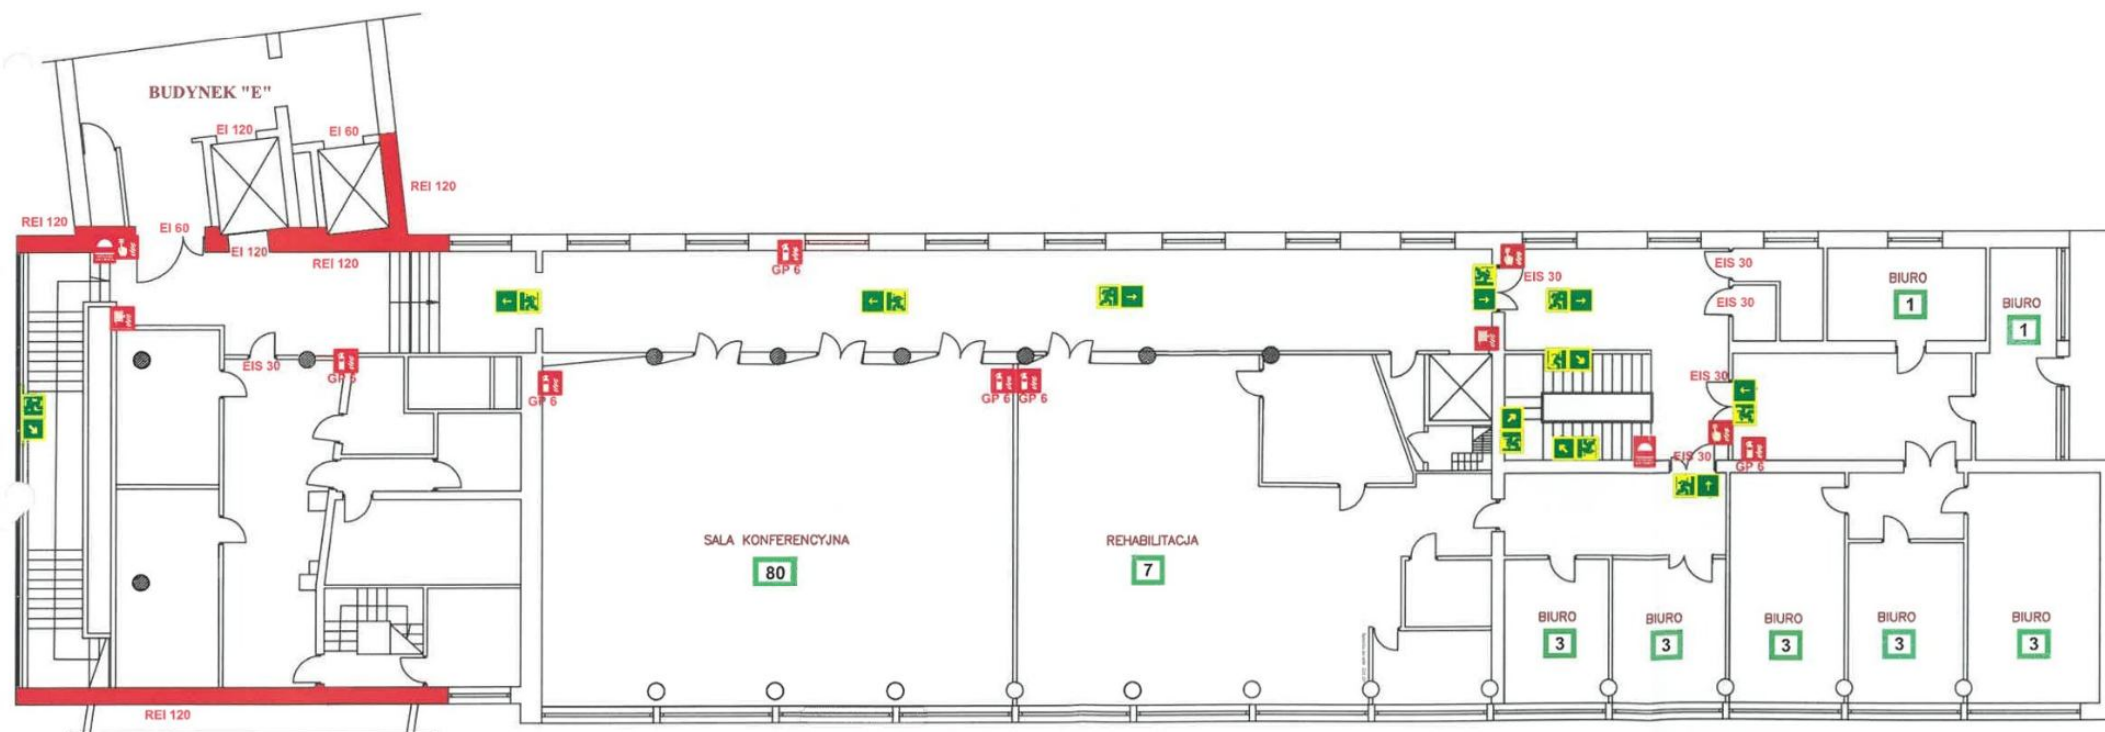 BUDYNEK "E"
EI 120
EI 60
REI 120
REI 120
EI 60
EI 120
REI 120
GP 6
EIS 30
EIS 30
EIS 30
BIURO
1
BIURO
1
EIS 30
GP 6
GP 6
GP 6
GP 6
EIS 30
EIS 30
GP 6
SALA KONFERENCYJNA
80
REHABILITACJA
7
BIURO
3
BIURO
3
BIURO
3
BIURO
3
BIURO
3
REI 120